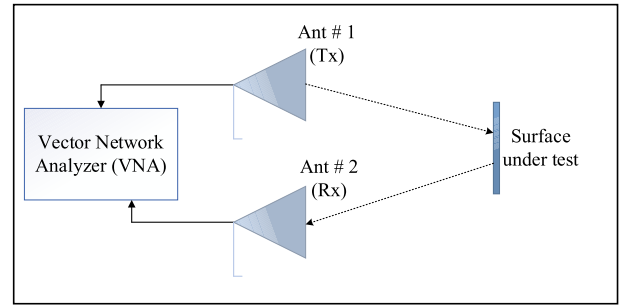 Ant # 1
(Tx)
Vector Network
Analyzer (VNA)
Surface
under test
Ant # 2
(Rx)